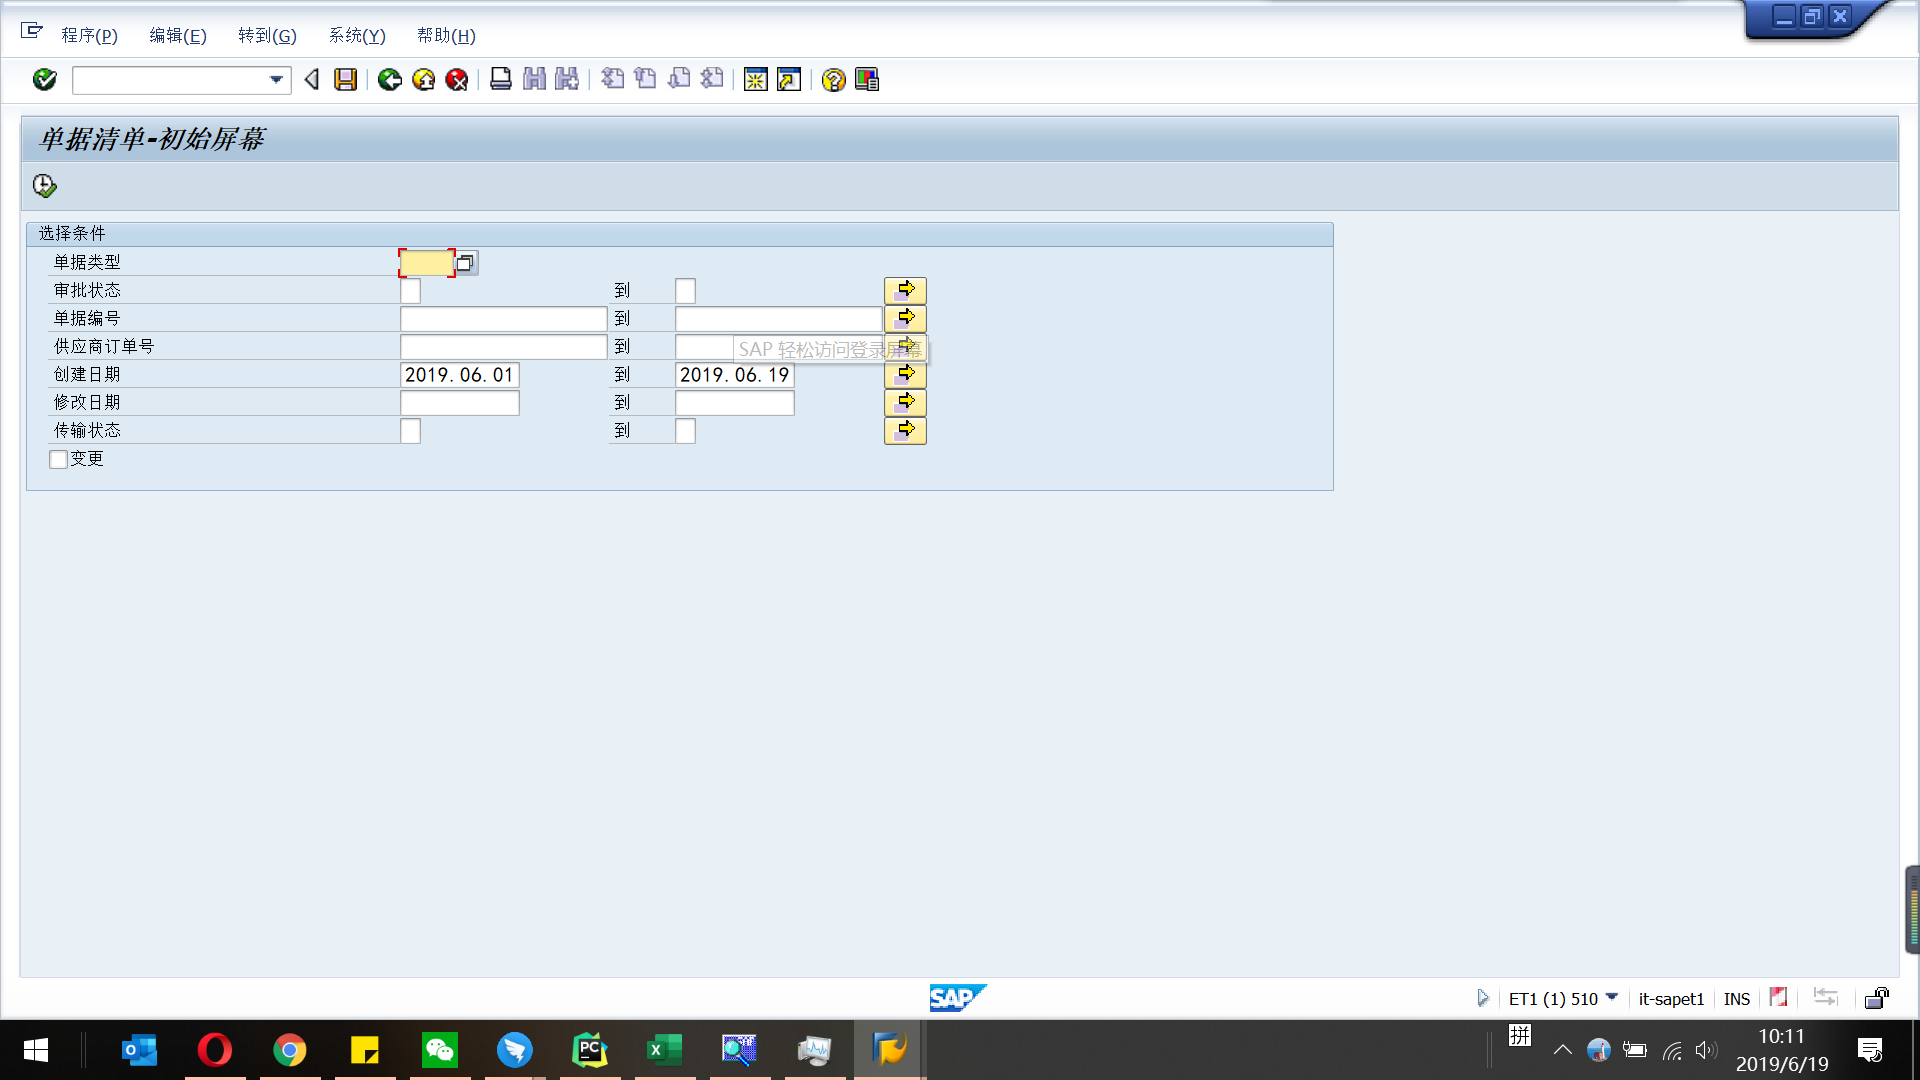 程序(P) 编辑(E) 转到(G) 系统(Y) 帮助(H)
单据清单-初始屏幕
选择条件
单据类型
审批状态 到
单据编号 到
供应商订单号 到
SAP 轻松访问登录屏幕
创建日期 2019.06.01 到 2019.06.19
修改日期 到
传输状态 到
变更
SAP
ET1 (1) 510 it-sapet1 INS
拼
10:11
2019/6/19